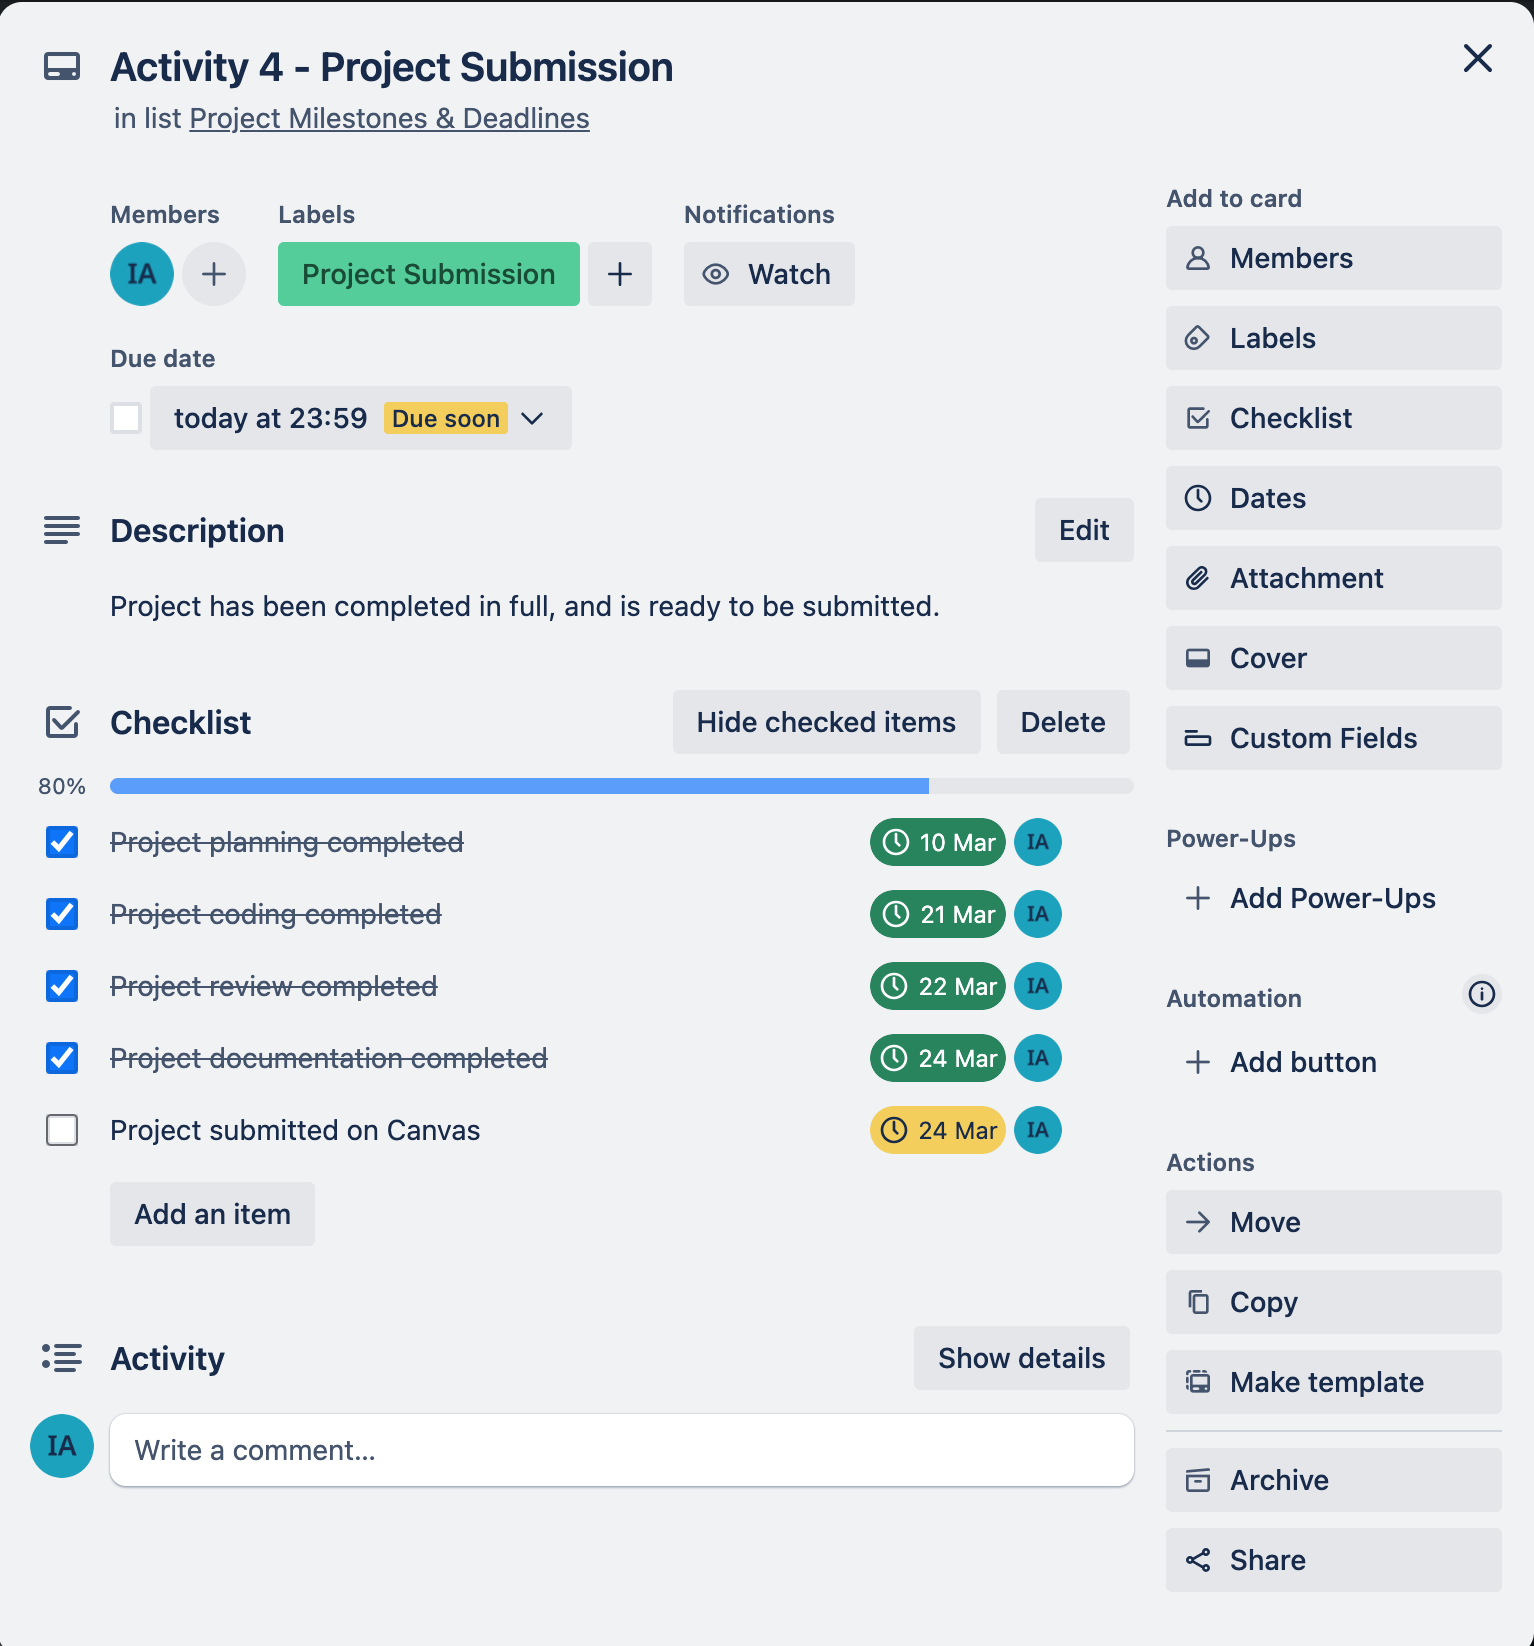 Activity 4 - Project Submission
in list Project Milestones & Deadlines
Members
Labels
Notifications
IA
Project Submission
Watch
Due date
today at 23:59 Due soon
Description
Edit
Project has been completed in full, and is ready to be submitted.
Checklist
Hide checked items
Delete
80%
Project planning completed
10 Mar
IA
Project coding completed
21 Mar
IA
Project review completed
22 Mar
IA
Project documentation completed
24 Mar
IA
Project submitted on Canvas
24 Mar
IA
Add an item
Activity
Show details
IA
Write a comment...
Add to card
Members
Labels
Checklist
Dates
Attachment
Cover
Custom Fields
Power-Ups
Add Power-Ups
Automation
Add button
Actions
Move
Copy
Make template
Archive
Share